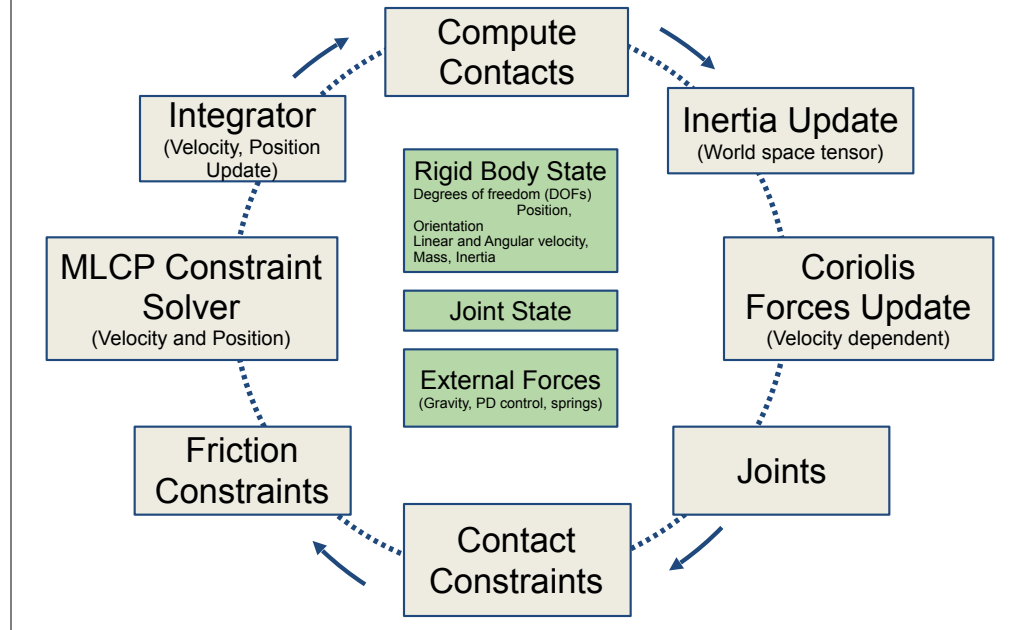 Compute
Contacts
Inertia Update
(World space tensor)
Coriolis
Forces Update
(Velocity dependent)
Joints
Contact
Constraints
Friction
Constraints
MLCP Constraint
Solver
(Velocity and Position)
Integrator
(Velocity, Position
Update)
Rigid Body State
Degrees of freedom (DOFs)
Position,
Orientation
Linear and Angular velocity,
Mass, Inertia
Joint State
External Forces
(Gravity, PD control, springs)